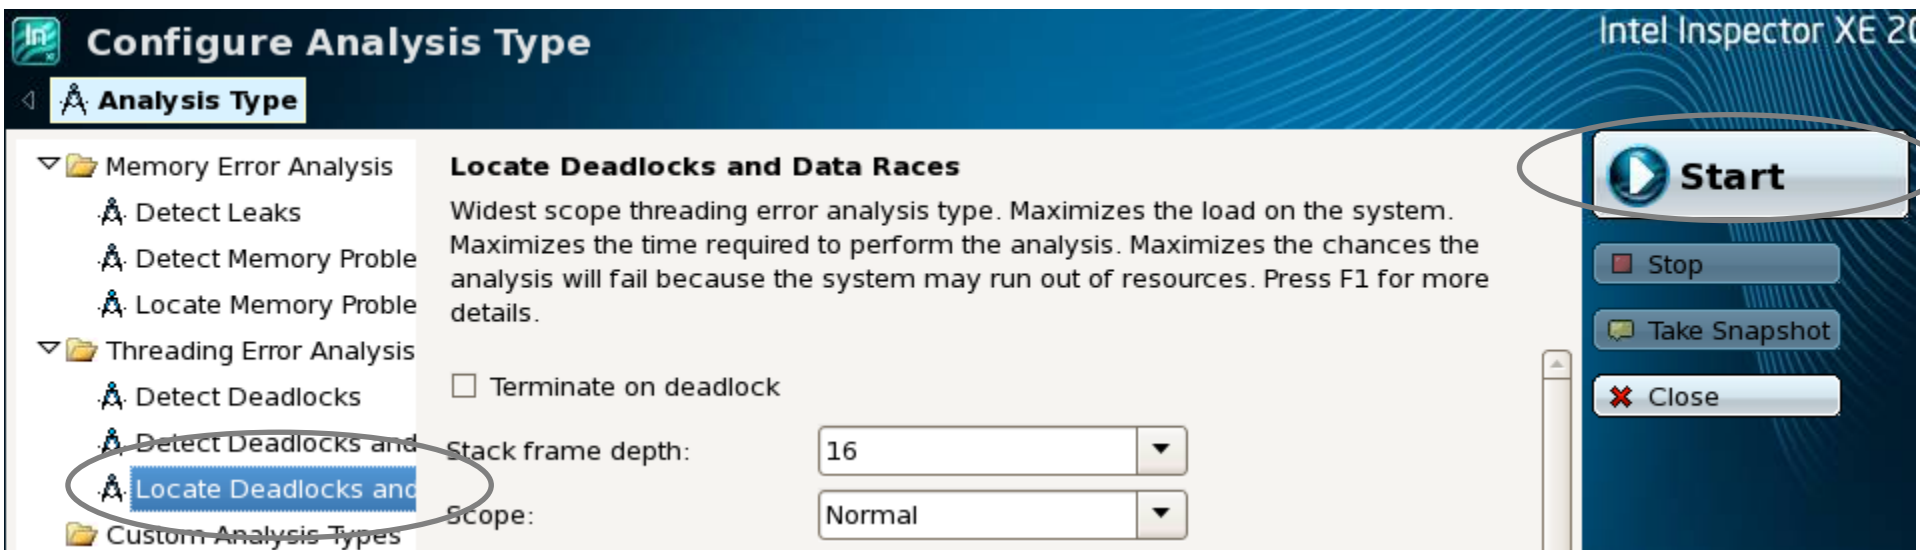 Configure Analysis Type
Intel Inspector XE 20
Analysis Type
Memory Error Analysis
Detect Leaks
Detect Memory Proble
Locate Memory Proble
Threading Error Analysis
Detect Deadlocks
Detect Deadlocks and
Locate Deadlocks and
Custom Analysis Types
Locate Deadlocks and Data Races
Widest scope threading error analysis type. Maximizes the load on the system.
Maximizes the time required to perform the analysis. Maximizes the chances the
analysis will fail because the system may run out of resources. Press F1 for more
details.
Terminate on deadlock
Stack frame depth: 16
Scope: Normal
Start
Stop
Take Snapshot
Close